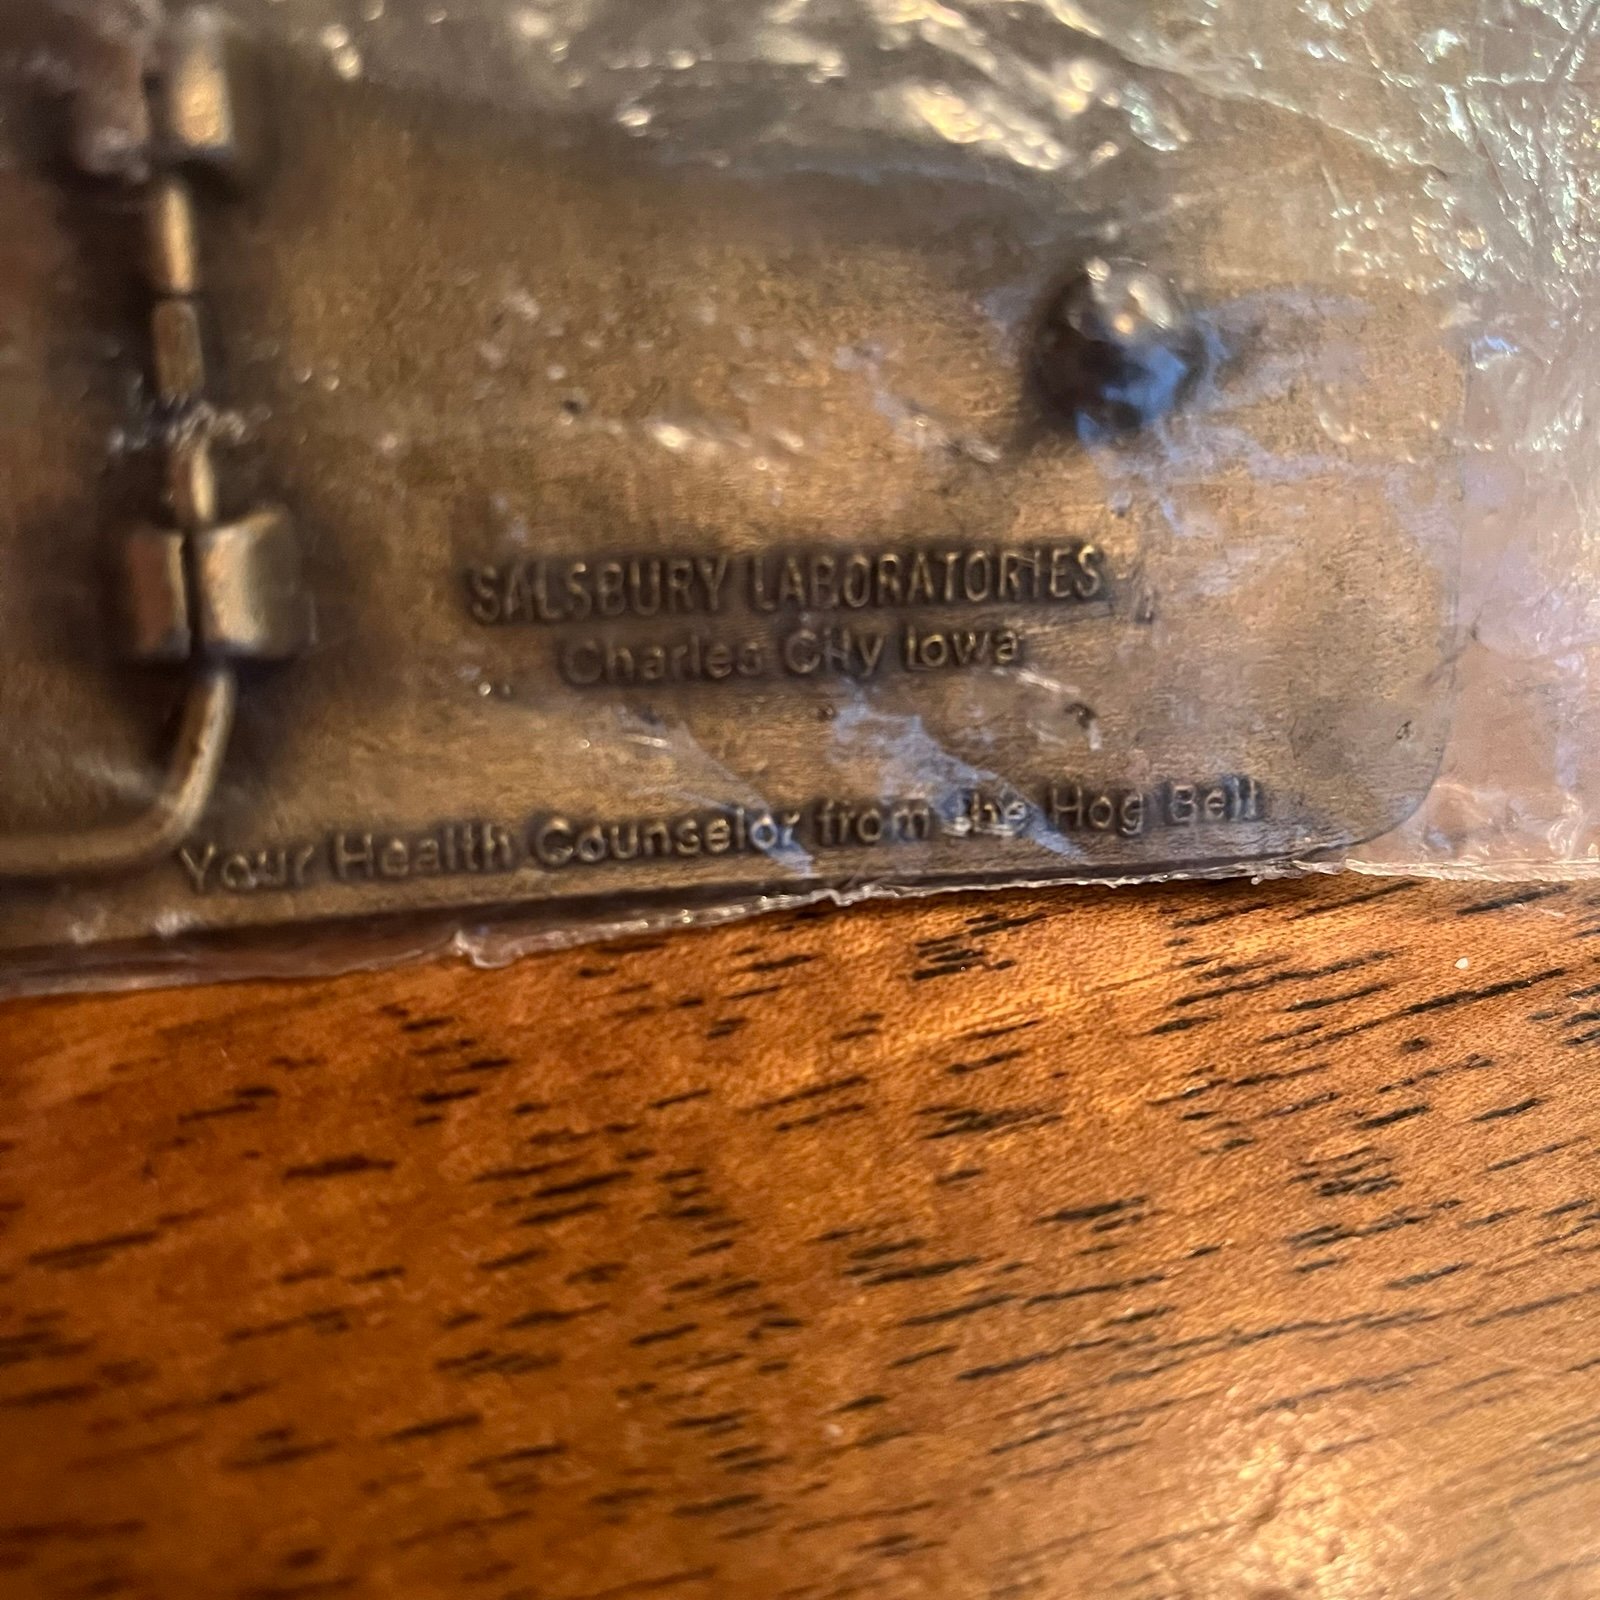 SALSBURY LABORATORIES
Charles City Iowa
Your Health Counselor from the Hog Belt